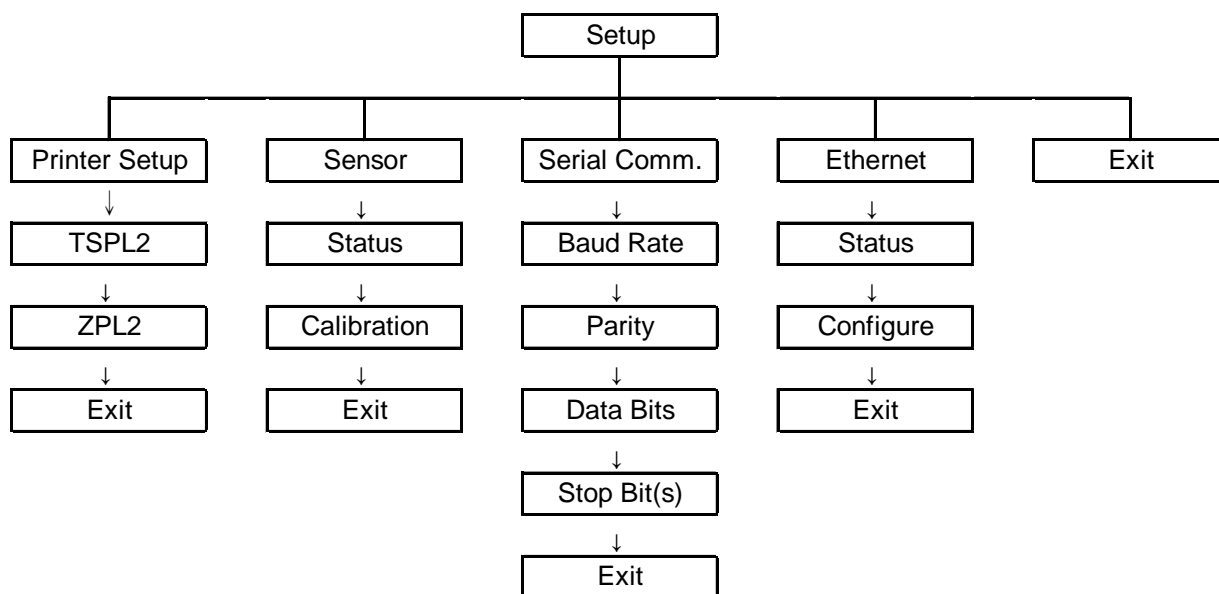 Setup
Printer Setup
Sensor
Serial Comm.
Ethernet
Exit
TSPL2
Status
Baud Rate
Status
ZPL2
Calibration
Parity
Configure
Exit
Exit
Data Bits
Exit
Stop Bit(s)
Exit